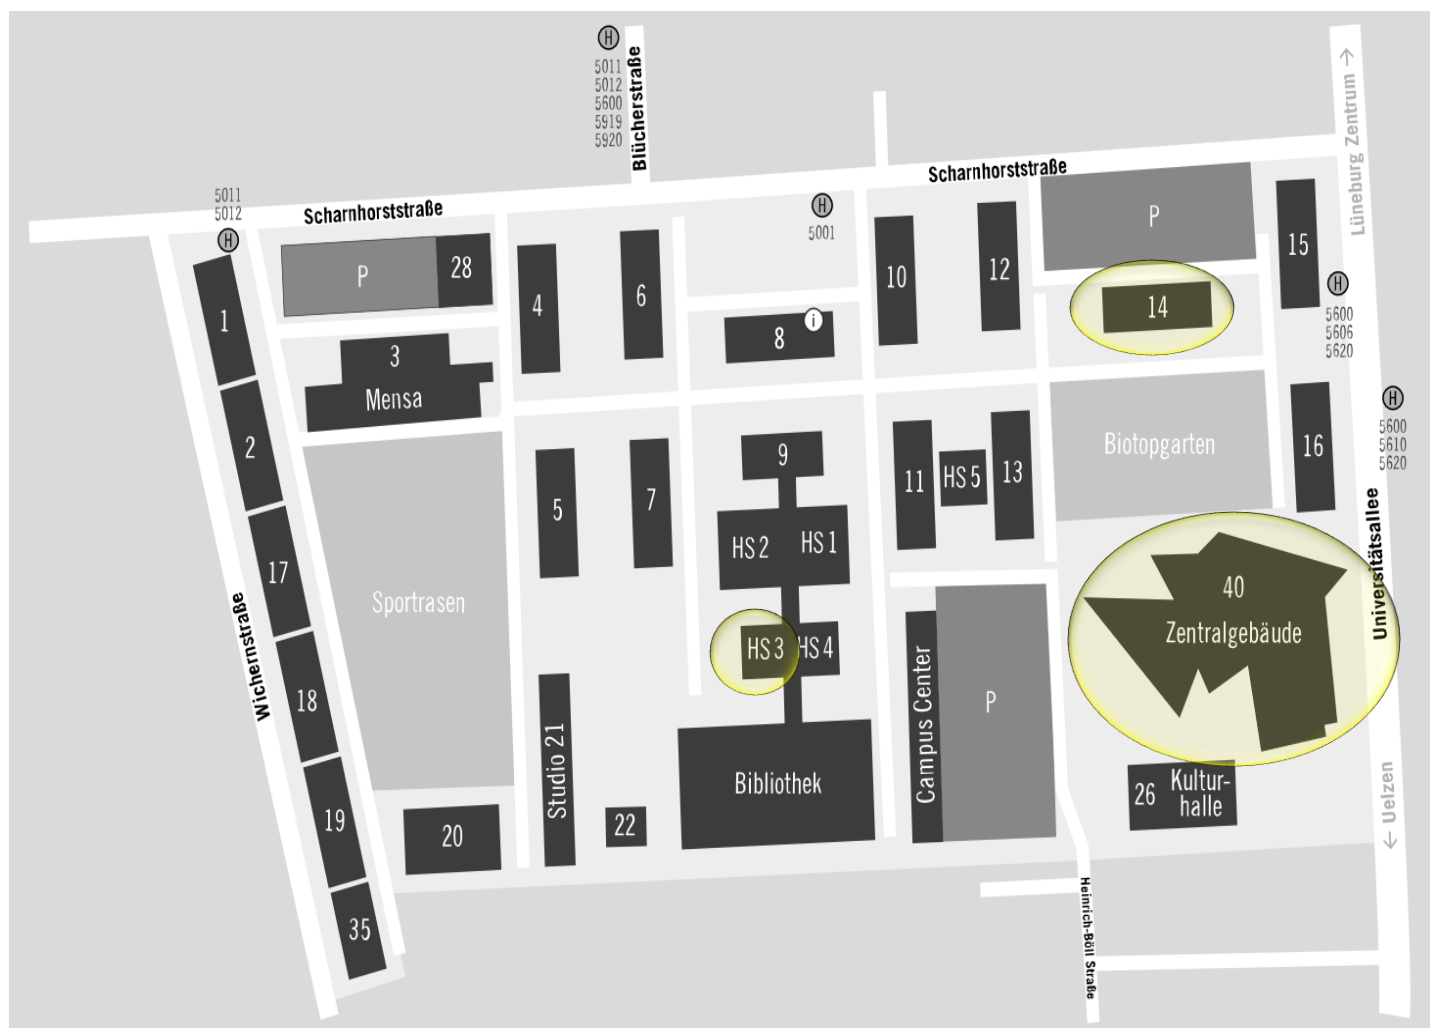 H
5011
5012
5600
5919
5920
Blücherstraße
Lüneburg Zentrum →
Scharnhorststraße
5011
5012
H
Scharnhorststraße
H
5001
P
15
P
28
4
6
10
12
14
H
5600
5606
5620
1
8
i
3
Mensa
H
5600
5610
5620
2
5
7
9
11
HS 5
13
Biotopgarten
16
17
HS 2
HS 1
Universitätsallee
40
Zentralgebäude
Sportrasen
Wichernstraße
HS 3
HS 4
18
Studio 21
Campus Center
P
19
20
22
Bibliothek
26
Kultur-
halle
← Uelzen
35
Heinrich-Böll Straße